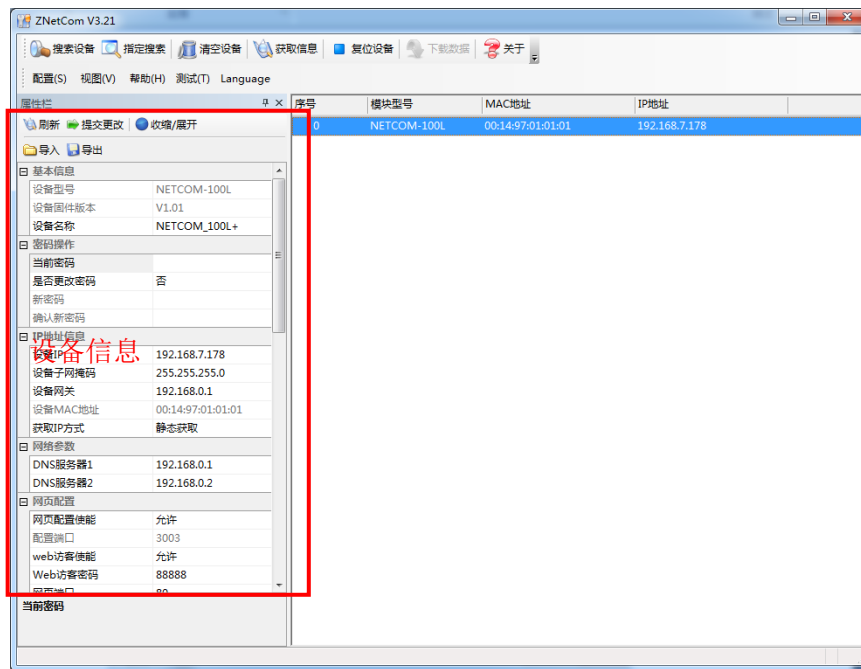 ZNetCom V3.21
搜索设备 指定搜索 清空设备 获取信息 复位设备 下载数据 关于
配置(S) 视图(V) 帮助(H) 测试(T) Language
属性栏
序号 模块型号 MAC地址 IP地址
刷新 提交更改 收缩/展开
0 NETCOM-100L 00:14:97:01:01:01 192.168.7.178
导入 导出
基本信息
设备型号 NETCOM-100L
设备固件版本 V1.01
设备名称 NETCOM_100L+
密码操作
当前密码
是否更改密码 否
新密码
确认新密码
IP地址信息
设备信息
设备IP 192.168.7.178
设备子网掩码 255.255.255.0
设备网关 192.168.0.1
设备MAC地址 00:14:97:01:01:01
获取IP方式 静态获取
网络参数
DNS服务器1 192.168.0.1
DNS服务器2 192.168.0.2
网页配置
网页配置使能 允许
配置端口 3003
web访客使能 允许
Web访客密码 88888
网页端口 80
当前密码